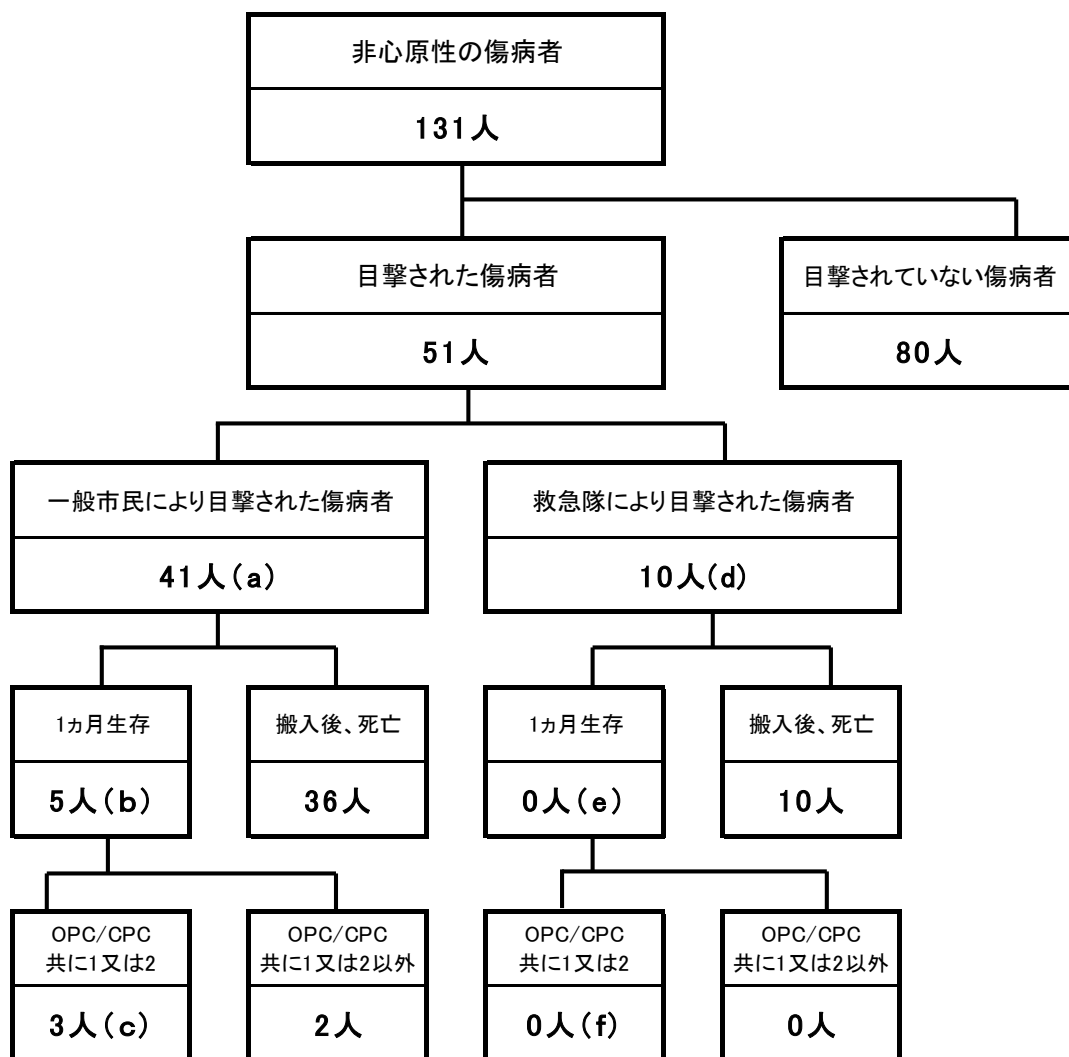 非心原性の傷病者
131人
目撃された傷病者
51人
目撃されていない傷病者
80人
一般市民により目撃された傷病者
41人(a)
救急隊により目撃された傷病者
10人(d)
1ヵ月生存
5人(b)
搬入後、死亡
36人
1ヵ月生存
0人(e)
搬入後、死亡
10人
OPC/CPC
共に1又は2
3人(c)
OPC/CPC
共に1又は2以外
2人
OPC/CPC
共に1又は2
0人(f)
OPC/CPC
共に1又は2以外
0人